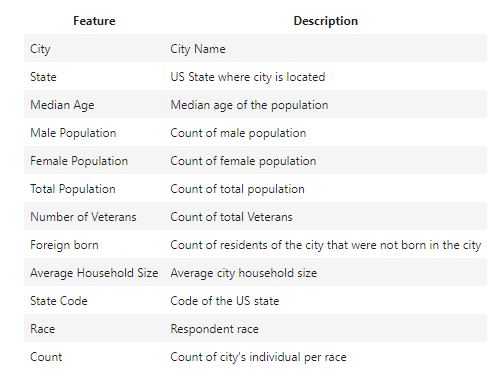 Feature Description
City City Name
State US State where city is located
Median Age Median age of the population
Male Population Count of male population
Female Population Count of female population
Total Population Count of total population
Number of Veterans Count of total Veterans
Foreign born Count of residents of the city that were not born in the city
Average Household Size Average city household size
State Code Code of the US state
Race Respondent race
Count Count of city's individual per race